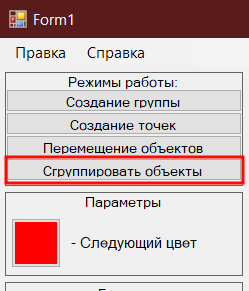 Form1
Правка Справка
Режимы работы:
Создание группы
Создание точек
Перемещение объектов
Сгруппировать объекты
Параметры
- Следующий цвет